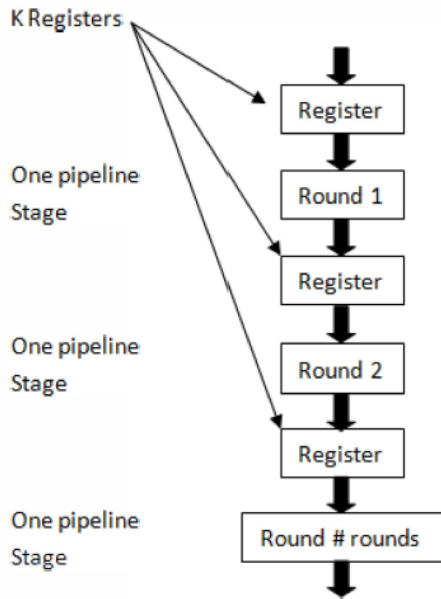 K Registers
Register
One pipeline
Stage
Round 1
Register
One pipeline
Stage
Round 2
Register
One pipeline
Stage
Round # rounds